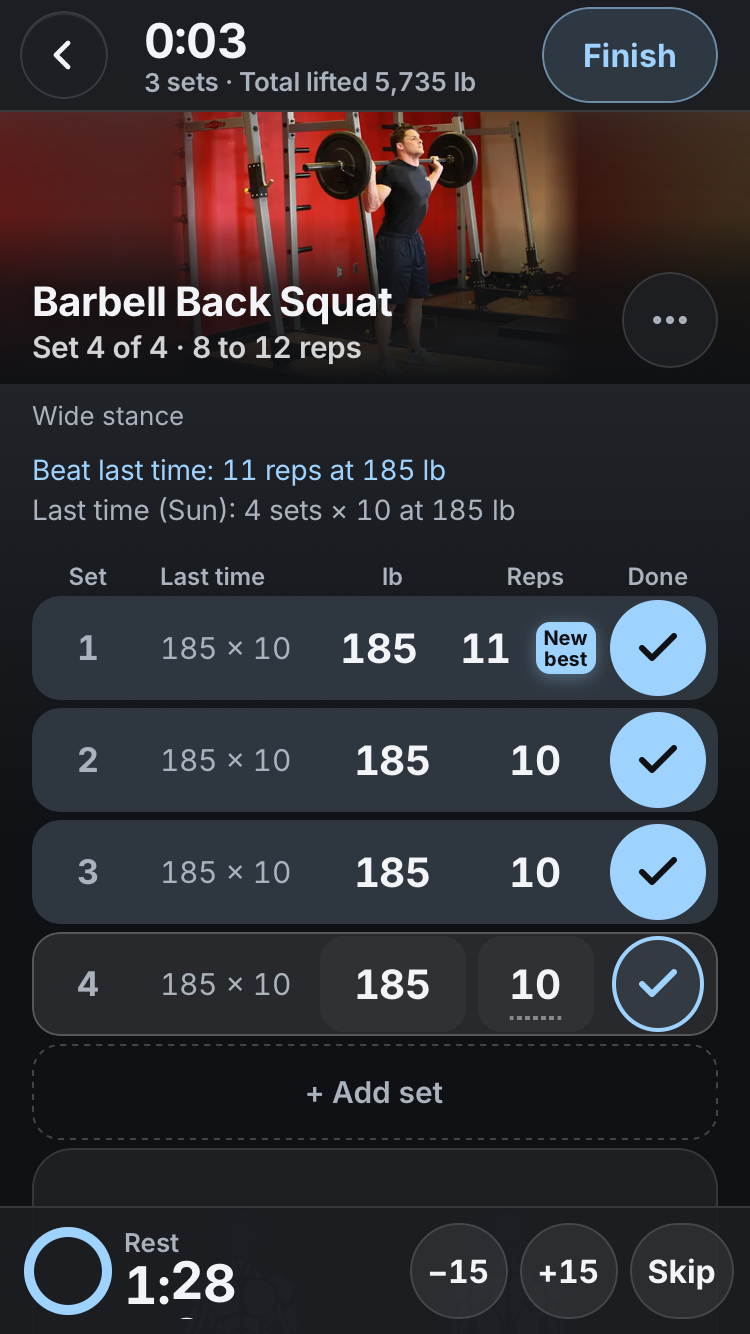 0:03
3 sets · Total lifted 5,735 lb
Finish
Barbell Back Squat
Set 4 of 4 · 8 to 12 reps
Wide stance
Beat last time: 11 reps at 185 lb
Last time (Sun): 4 sets × 10 at 185 lb
Set Last time lb Reps Done
1 185 × 10 185 11 New best
2 185 × 10 185 10
3 185 × 10 185 10
4 185 × 10 185 10
+ Add set
Rest
1:28
−15 +15 Skip